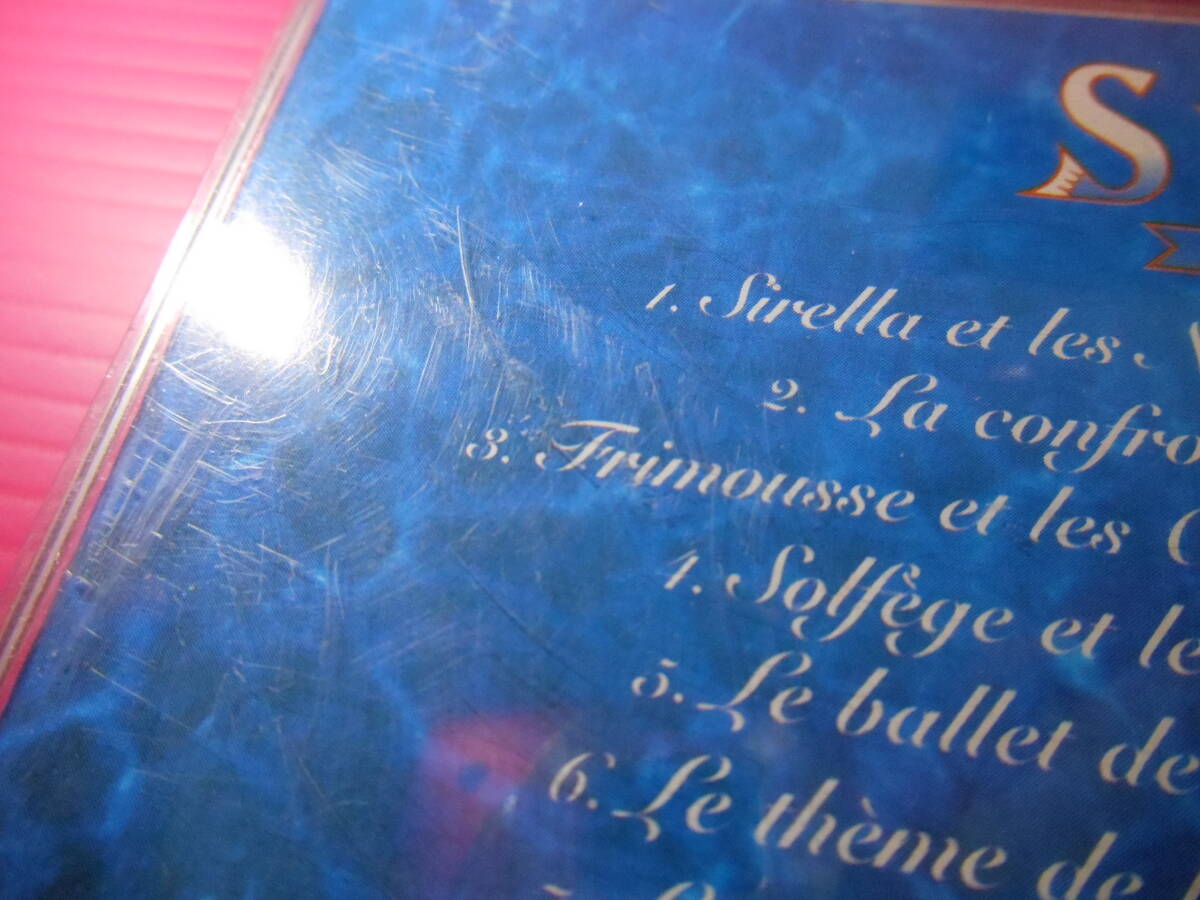 S
1. Sirella et les
2. La confro
3. Frimousse et les
4. Solfège et le
5. Le ballet de
6. Le thème de